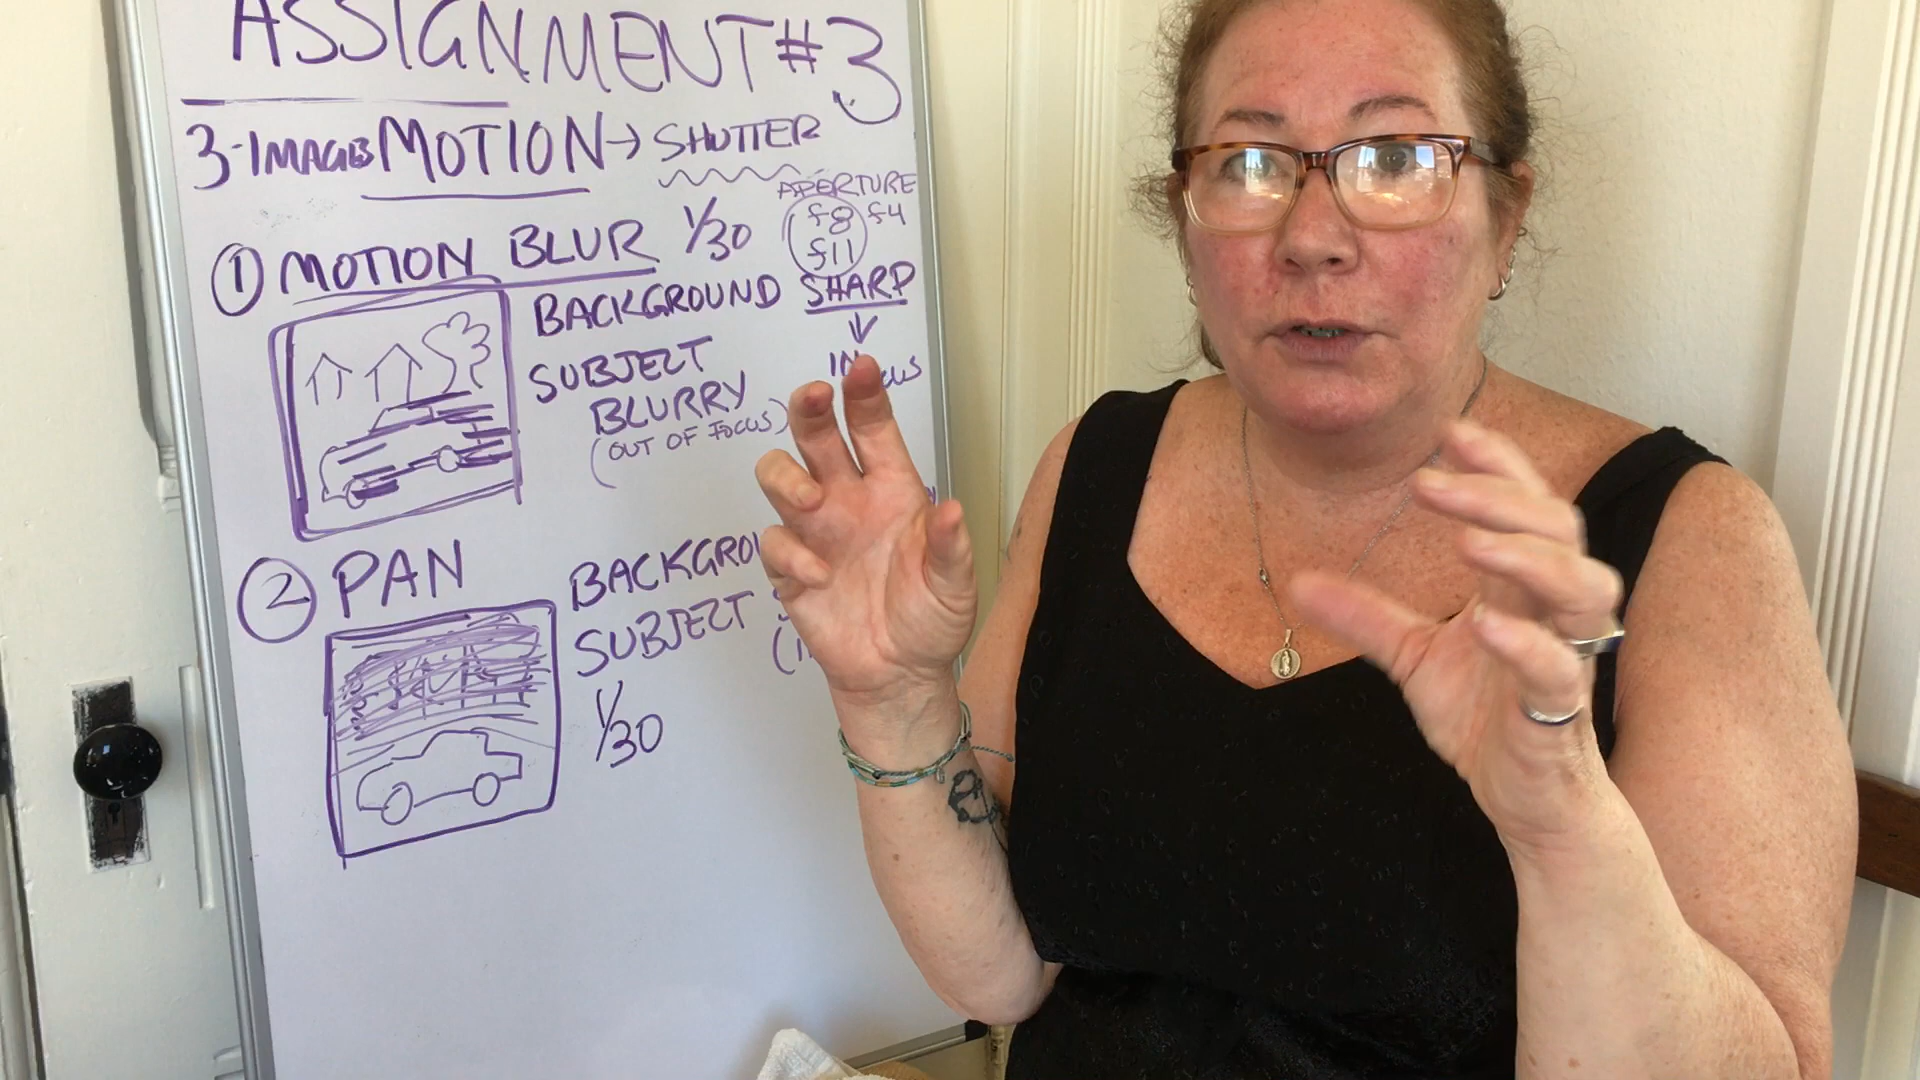 ASSIGNMENT #3
3-IMAGES MOTION → SHUTTER
APERTURE
f8 f4
f11
① MOTION BLUR 1/30
BACKGROUND SHARP
SUBJECT
BLURRY
(OUT OF FOCUS)
② PAN
SUBJECT
1/30